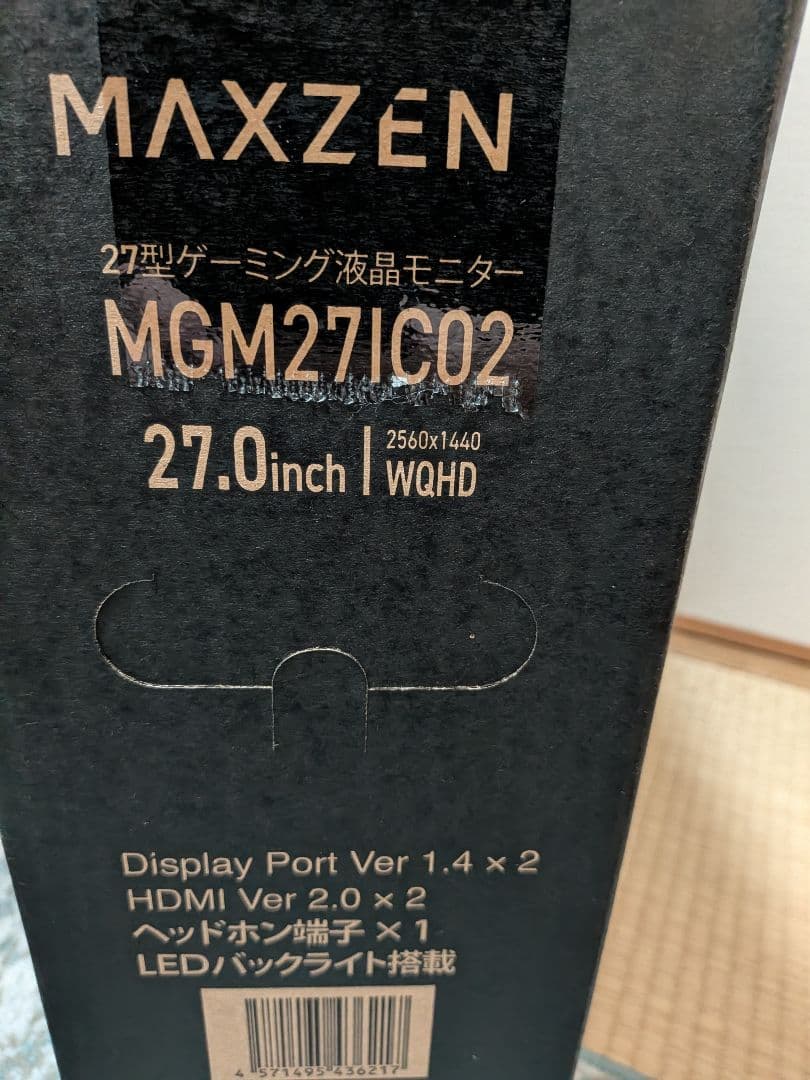 MAXZEN
27型ゲーミング液晶モニター
MGM27IC02
27.0inch
2560x1440
WQHD
Display Port Ver 1.4 × 2
HDMI Ver 2.0 × 2
ヘッドホン端子 × 1
LEDバックライト搭載
4 571495 436217